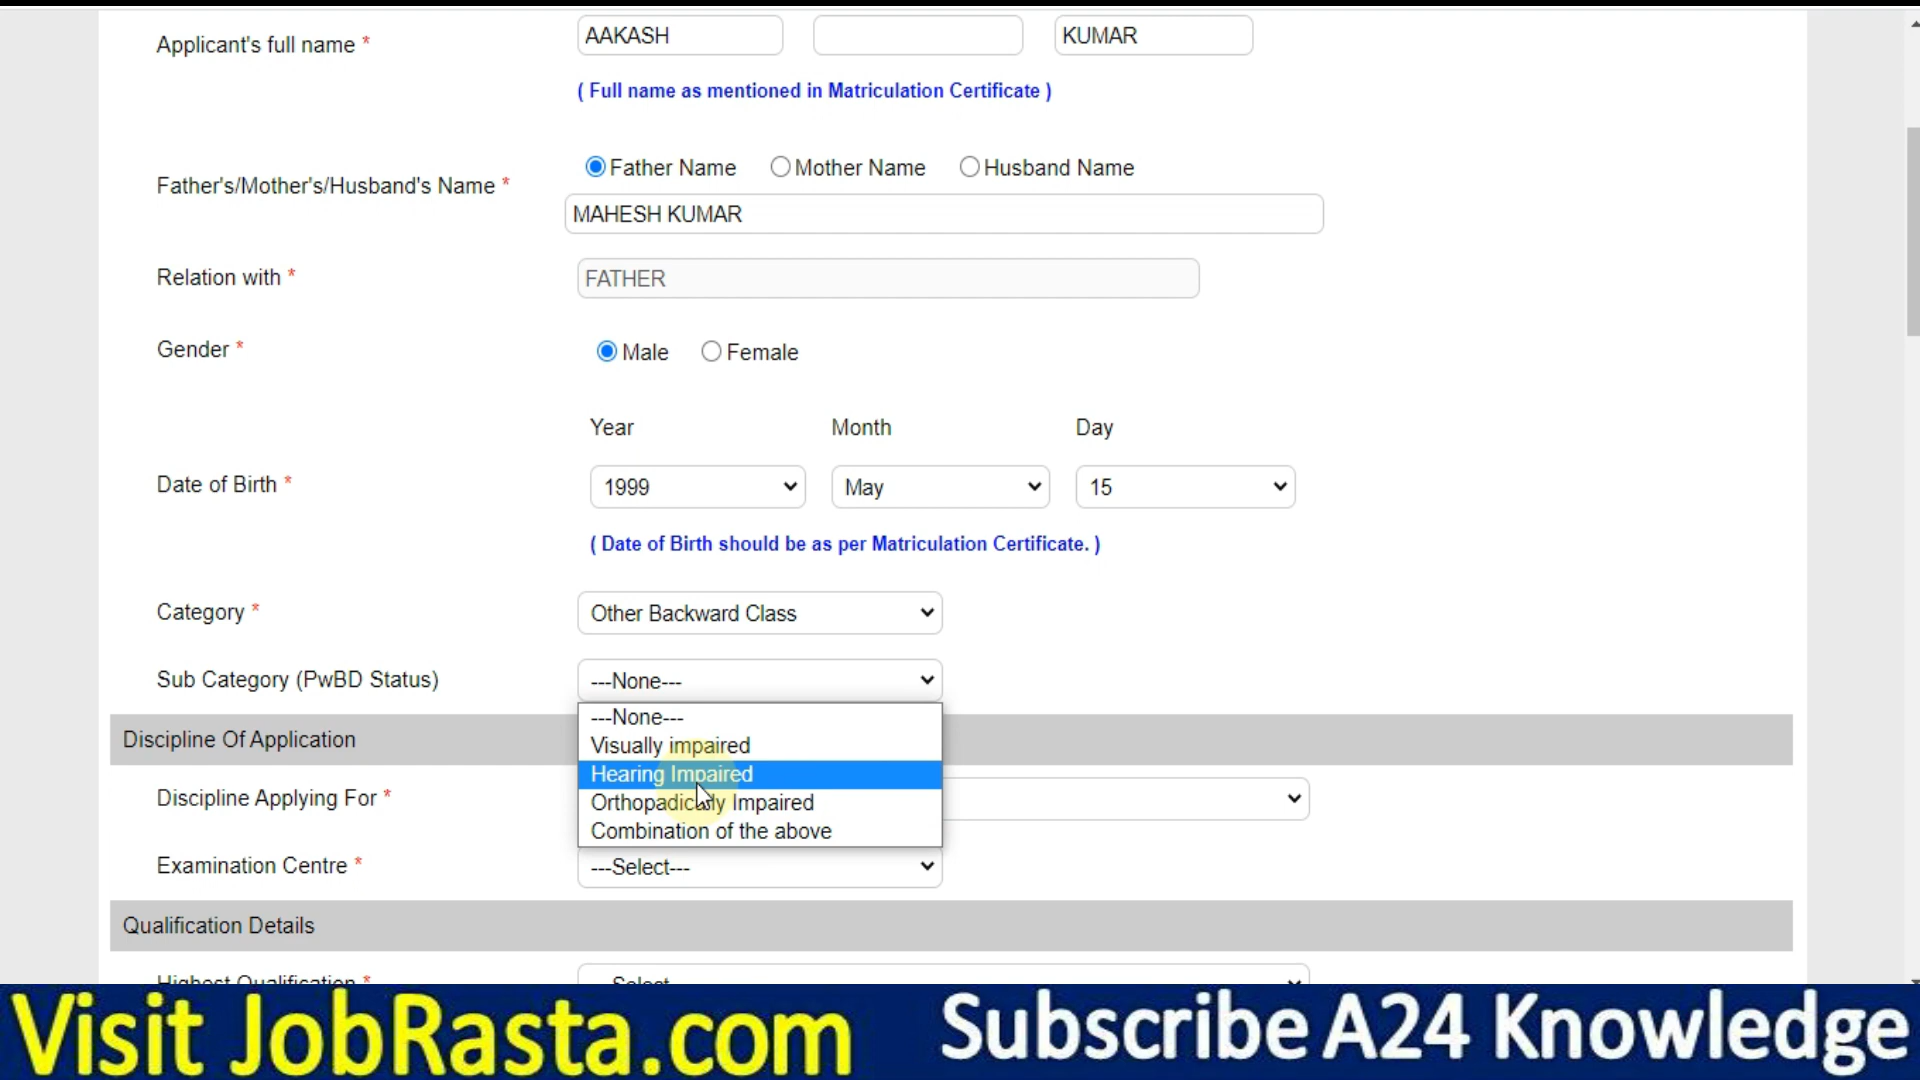 Applicant's full name * AAKASH KUMAR
( Full name as mentioned in Matriculation Certificate )
Father Name Mother Name Husband Name
Father's/Mother's/Husband's Name *
MAHESH KUMAR
Relation with * FATHER
Gender * Male Female
Year Month Day
Date of Birth * 1999 May 15
( Date of Birth should be as per Matriculation Certificate. )
Category * Other Backward Class
Sub Category (PwBD Status) ---None---
---None---
Discipline Of Application
Visually impaired
Hearing Impaired
Discipline Applying For *
Orthopadically Impaired
Combination of the above
Examination Centre * ---Select---
Qualification Details
Highest Qualification * ---Select---
Visit JobRasta.com Subscribe A24 Knowledge